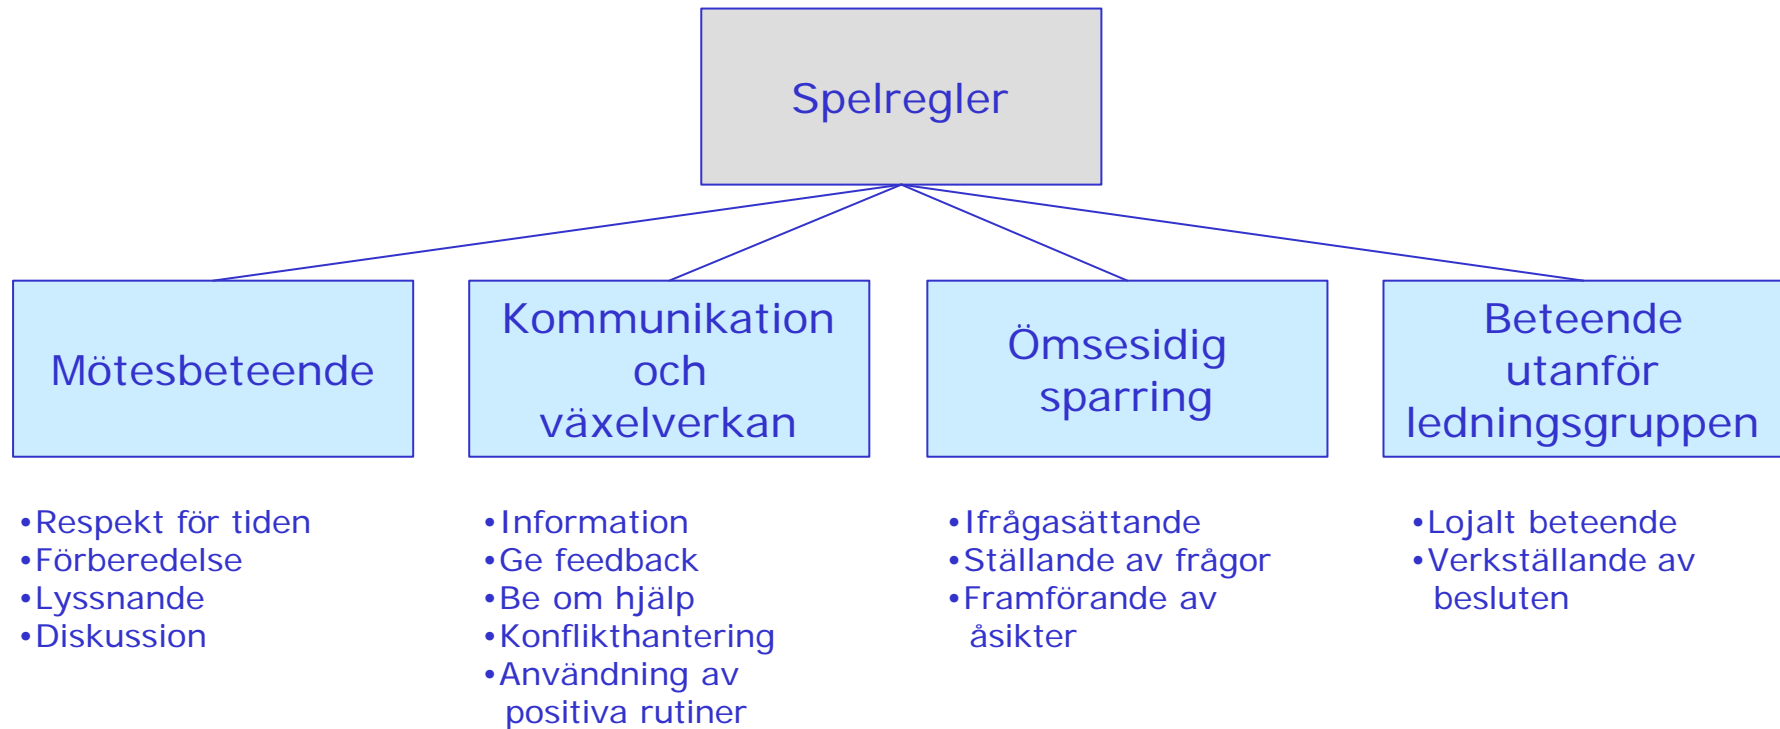 Spelregler
Mötesbeteende
Kommunikation
och
växelverkan
Ömsesidig
sparring
Beteende
utanför
ledningsgruppen
•Respekt för tiden
•Förberedelse
•Lyssnande
•Diskussion
•Information
•Ge feedback
•Be om hjälp
•Konflikthantering
•Användning av
positiva rutiner
•Ifrågasättande
•Ställande av frågor
•Framförande av
åsikter
•Lojalt beteende
•Verkställande av
besluten